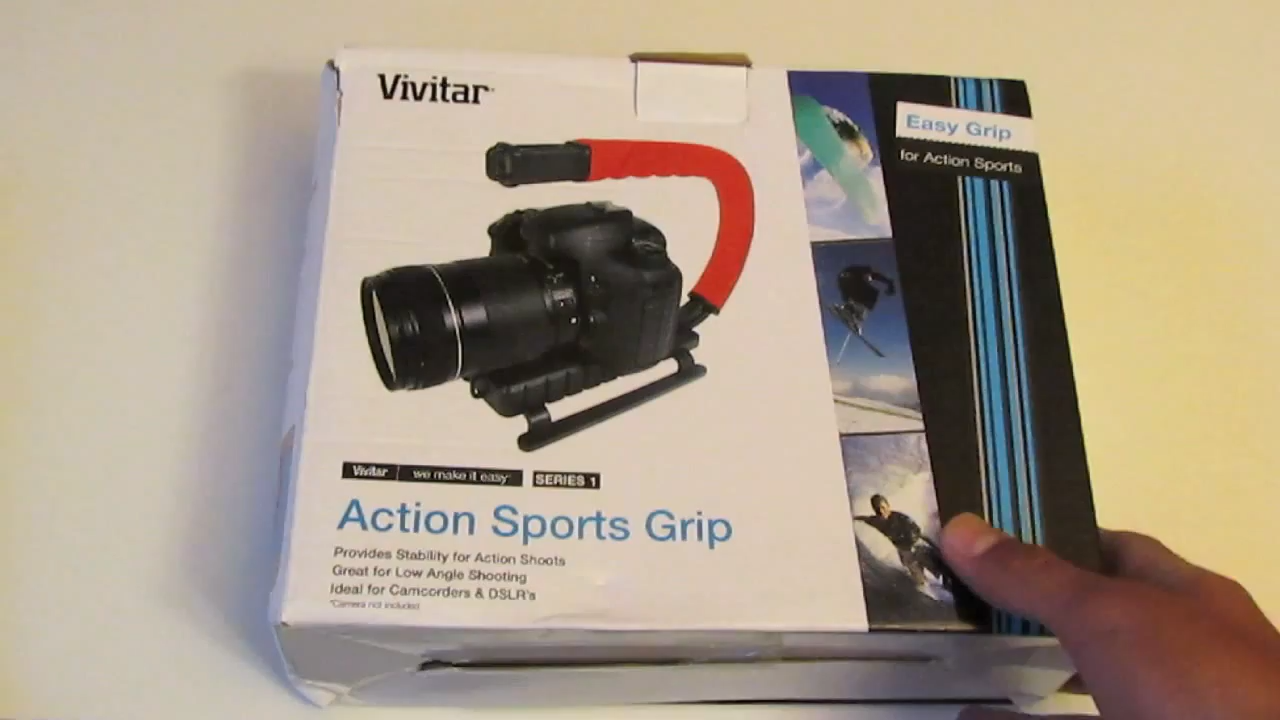 Vivitar
Easy Grip
for Action Sports
Vivitar we make it easy SERIES 1
Action Sports Grip
Provides Stability for Action Shoots
Great for Low Angle Shooting
Ideal for Camcorders & DSLR's
*Camera not included